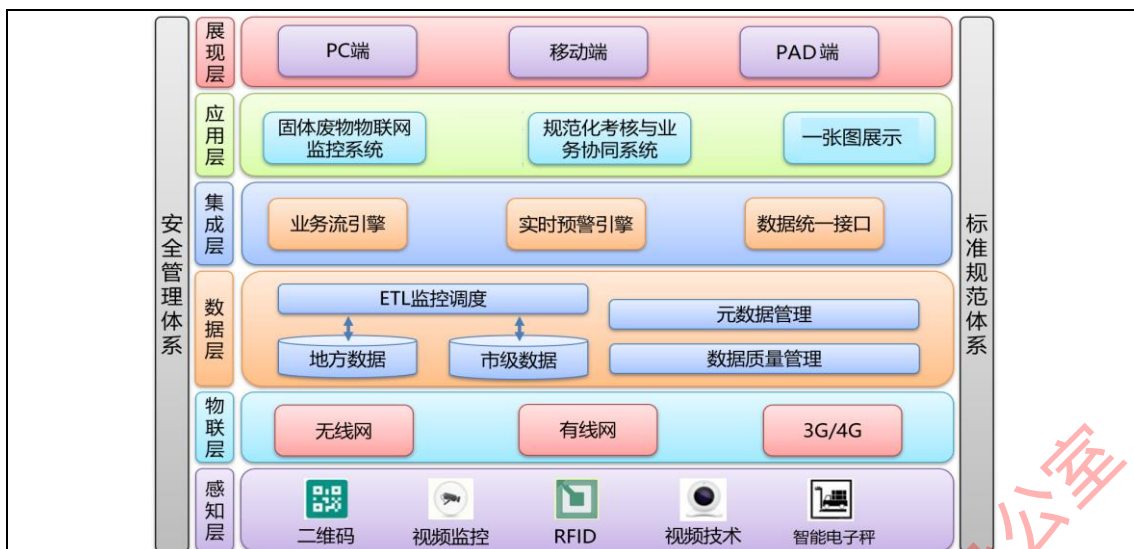 安全管理体系
标准规范体系
展现层
PC端
移动端
PAD端
应用层
固体废物物联网
监控系统
规范化考核与业
务协同系统
一张图展示
集成层
业务流引擎
实时预警引擎
数据统一接口
数据层
ETL监控调度
地方数据
市级数据
元数据管理
数据质量管理
物联层
无线网
有线网
3G/4G
感知层
二维码
视频监控
RFID
视频技术
智能电子秤
公室